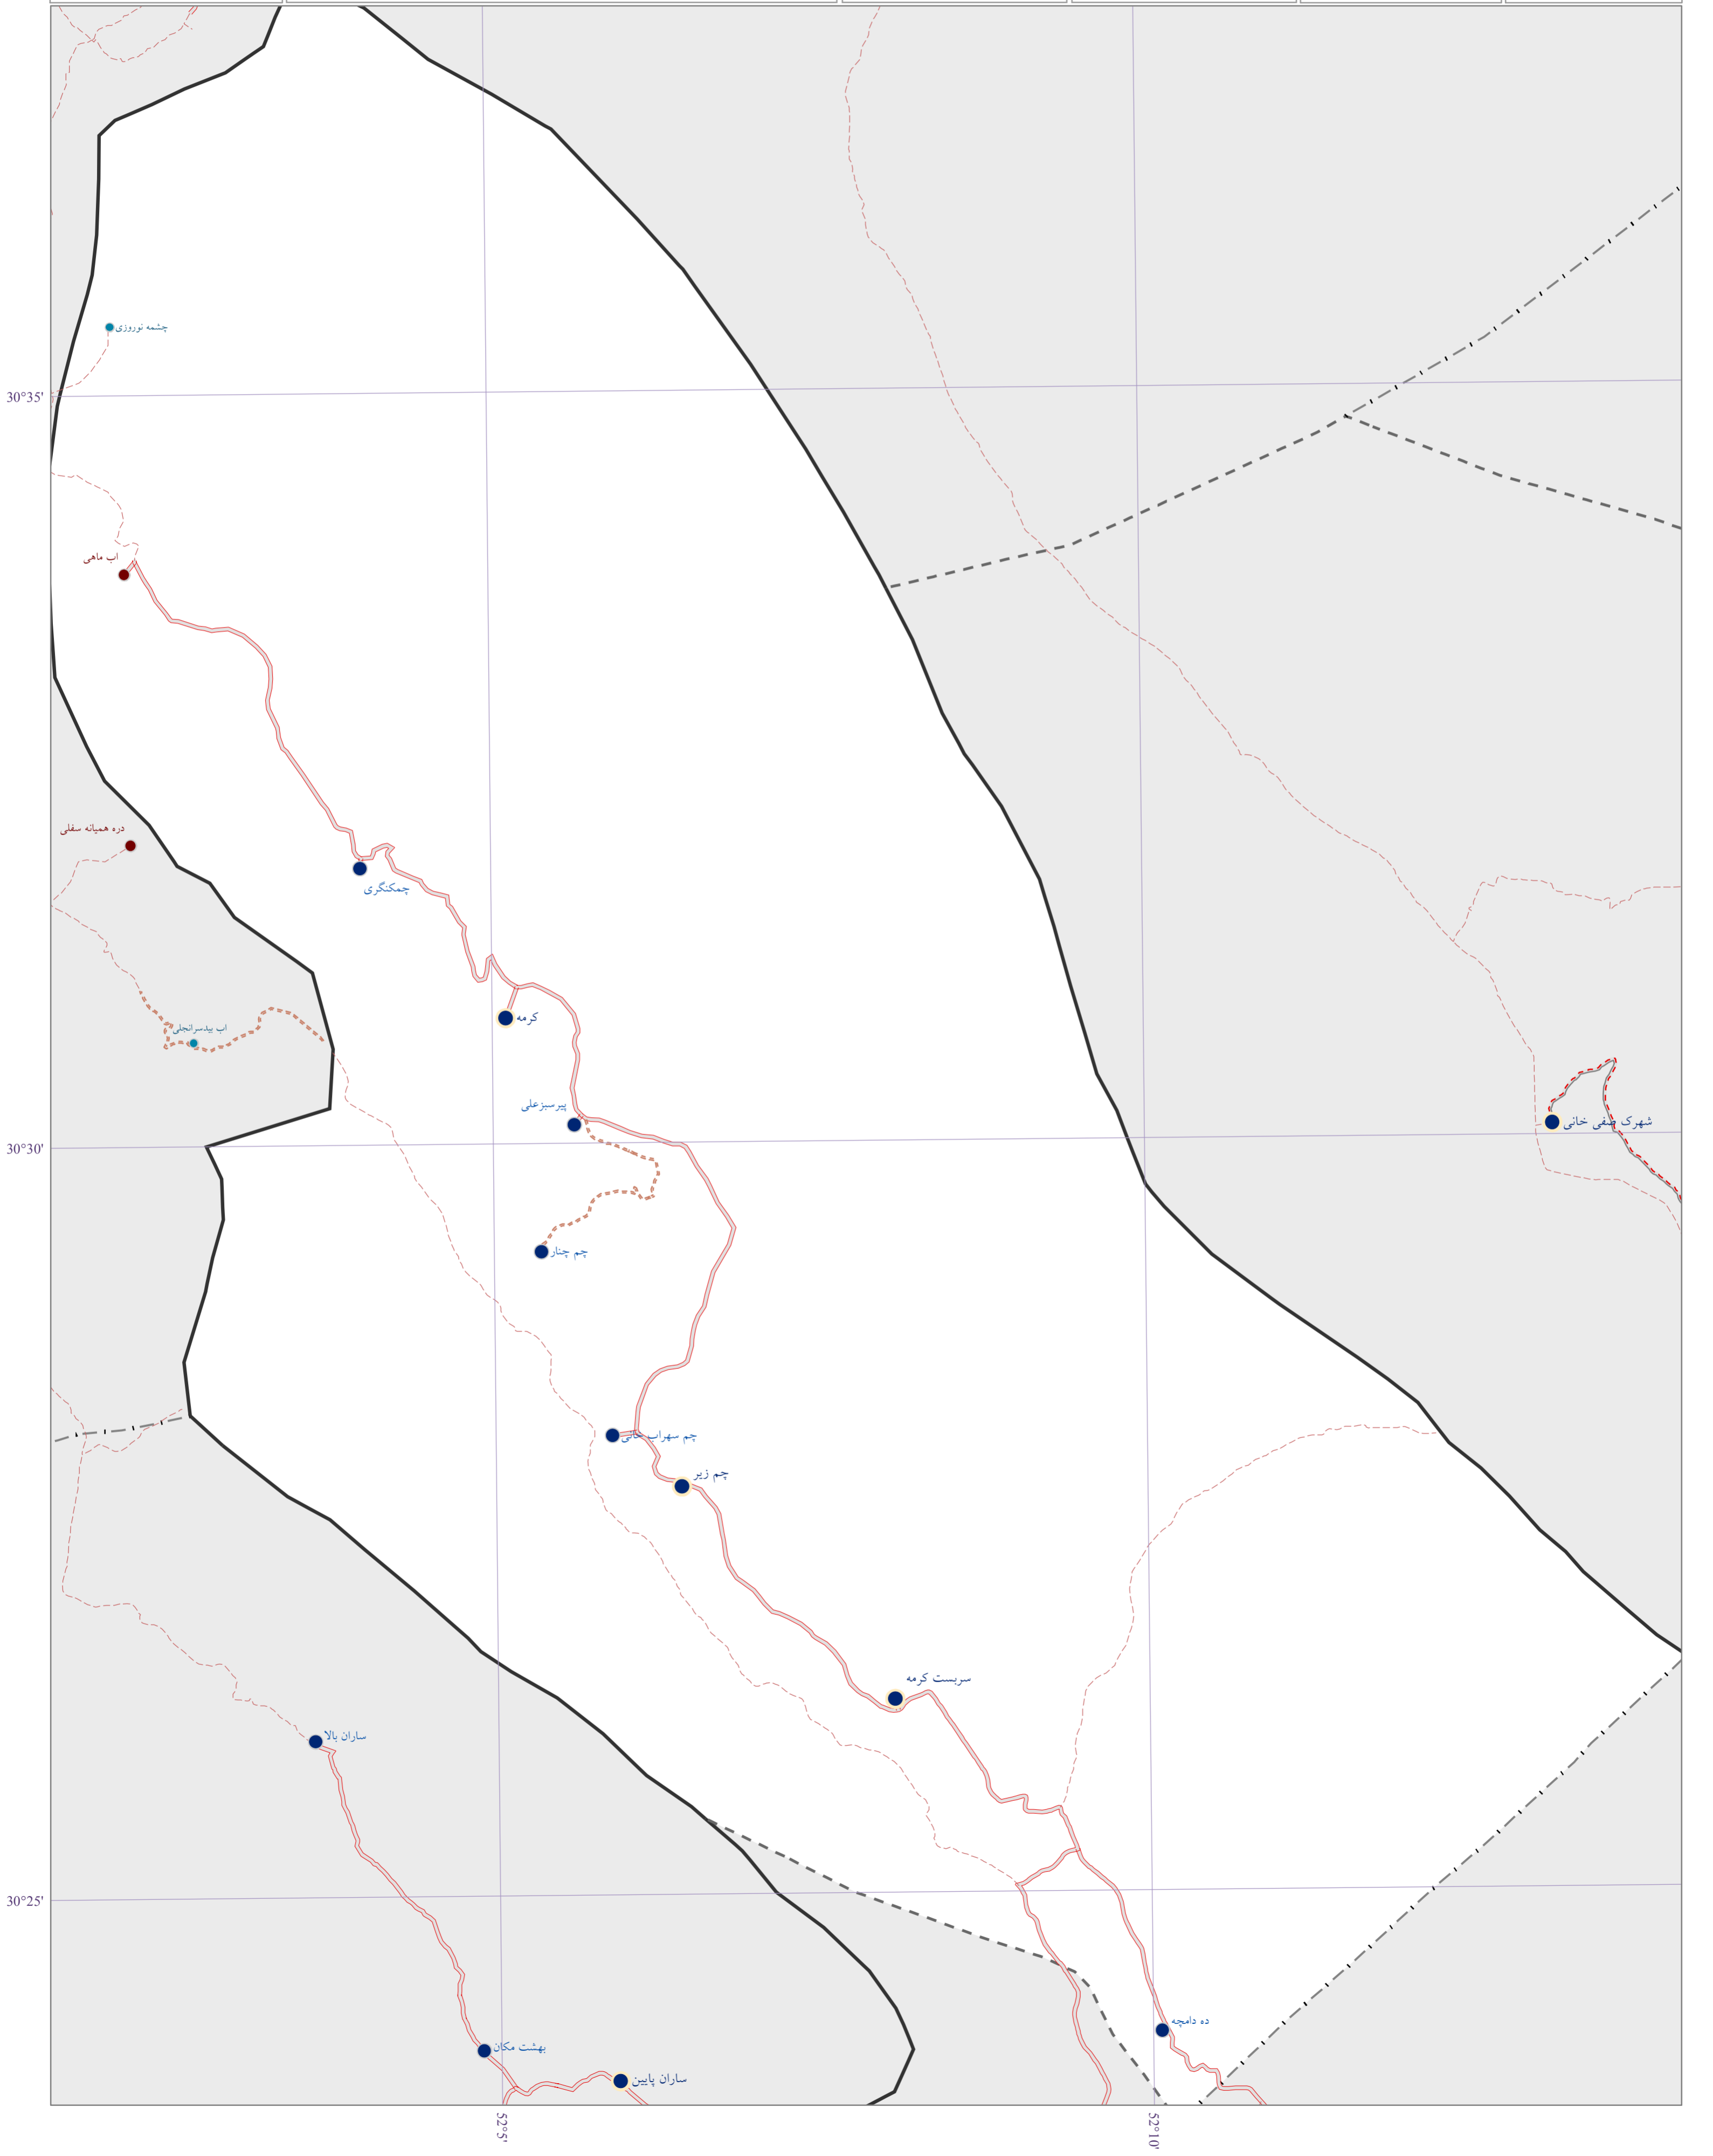 چشمه نوروزی
30°35'
اب ماهی
دره همیانه سفلی
چمکنگری
کرمه
اب بیدسرانجلی
پیرسبزعلی
شهرک صفی خانی
30°30'
چم چنار
چم سهراب خانی
چم زیر
سربست کرمه
ساران بالا
30°25'
ده دامچه
بهشت مکان
ساران پایین
52°5'
52°10'